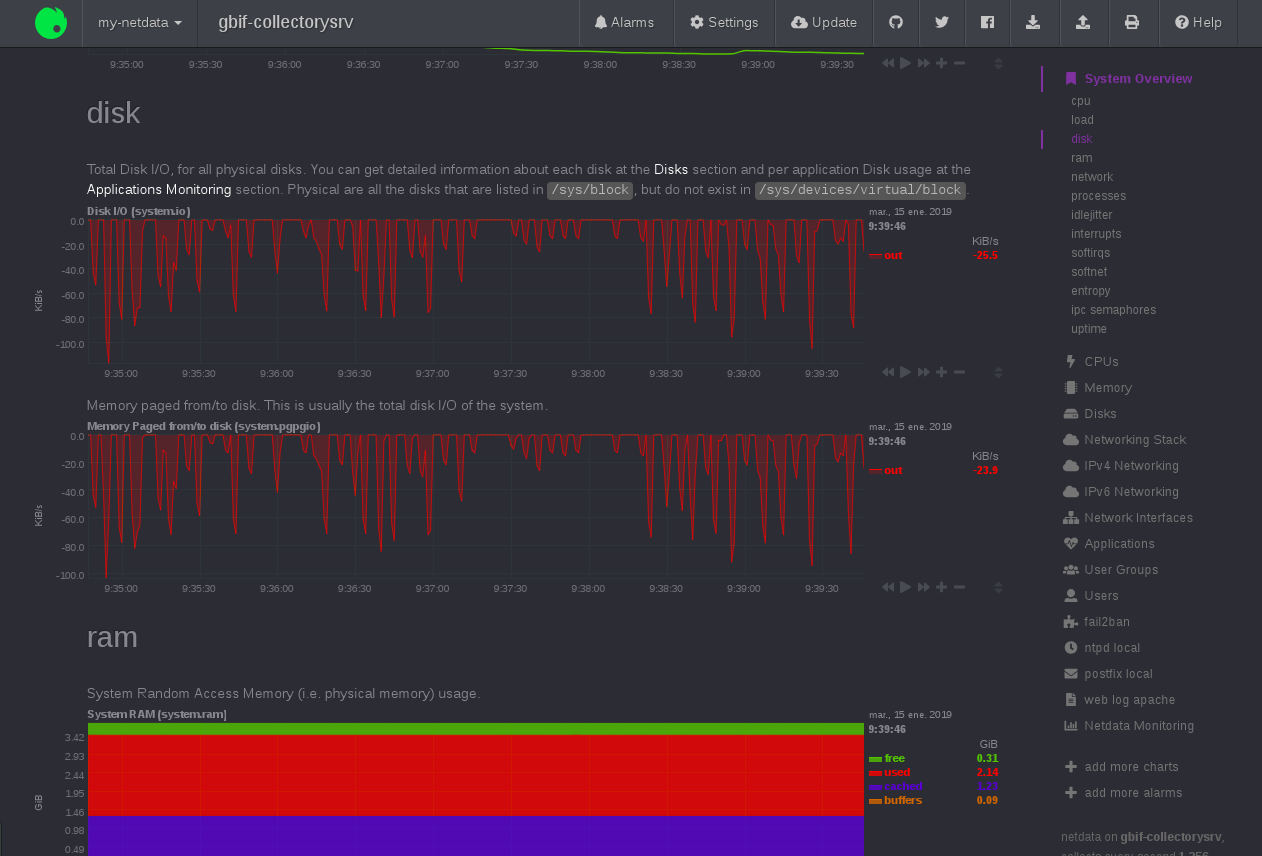 my-netdata
gbif-collectorysrv
Alarms
Settings
Update
Help
9:35:00 9:35:30 9:36:00 9:36:30 9:37:00 9:37:30 9:38:00 9:38:30 9:39:00 9:39:30
disk
Total Disk I/O, for all physical disks. You can get detailed information about each disk at the Disks section and per application Disk usage at the
Applications Monitoring section. Physical are all the disks that are listed in /sys/block, but do not exist in /sys/devices/virtual/block.
Disk I/O (system.io)
mar., 15 ene. 2019
9:39:46
KiB/s
out -25.5
0.0
-20.0
-40.0
-60.0
-80.0
-100.0
KiB/s
9:35:00 9:35:30 9:36:00 9:36:30 9:37:00 9:37:30 9:38:00 9:38:30 9:39:00 9:39:30
Memory paged from/to disk. This is usually the total disk I/O of the system.
Memory Paged from/to disk (system.pgpgio)
mar., 15 ene. 2019
9:39:46
KiB/s
out -23.9
0.0
-20.0
-40.0
-60.0
-80.0
-100.0
KiB/s
9:35:00 9:35:30 9:36:00 9:36:30 9:37:00 9:37:30 9:38:00 9:38:30 9:39:00 9:39:30
ram
System Random Access Memory (i.e. physical memory) usage.
System RAM (system.ram)
mar., 15 ene. 2019
9:39:46
GiB
free 0.31
used 2.14
cached
buffers 0.09
3.42
2.93
2.44
1.95
1.46
0.98
0.49
GiB
System Overview
cpu
load
disk
ram
network
processes
idlejitter
interrupts
softirqs
softnet
entropy
ipc semaphores
uptime
CPUs
Memory
Disks
Networking Stack
IPv4 Networking
IPv6 Networking
Network Interfaces
Applications
User Groups
Users
fail2ban
ntpd local
postfix local
web log apache
Netdata Monitoring
add more charts
add more alarms
netdata on gbif-collectorysrv,
collects every second 1,256